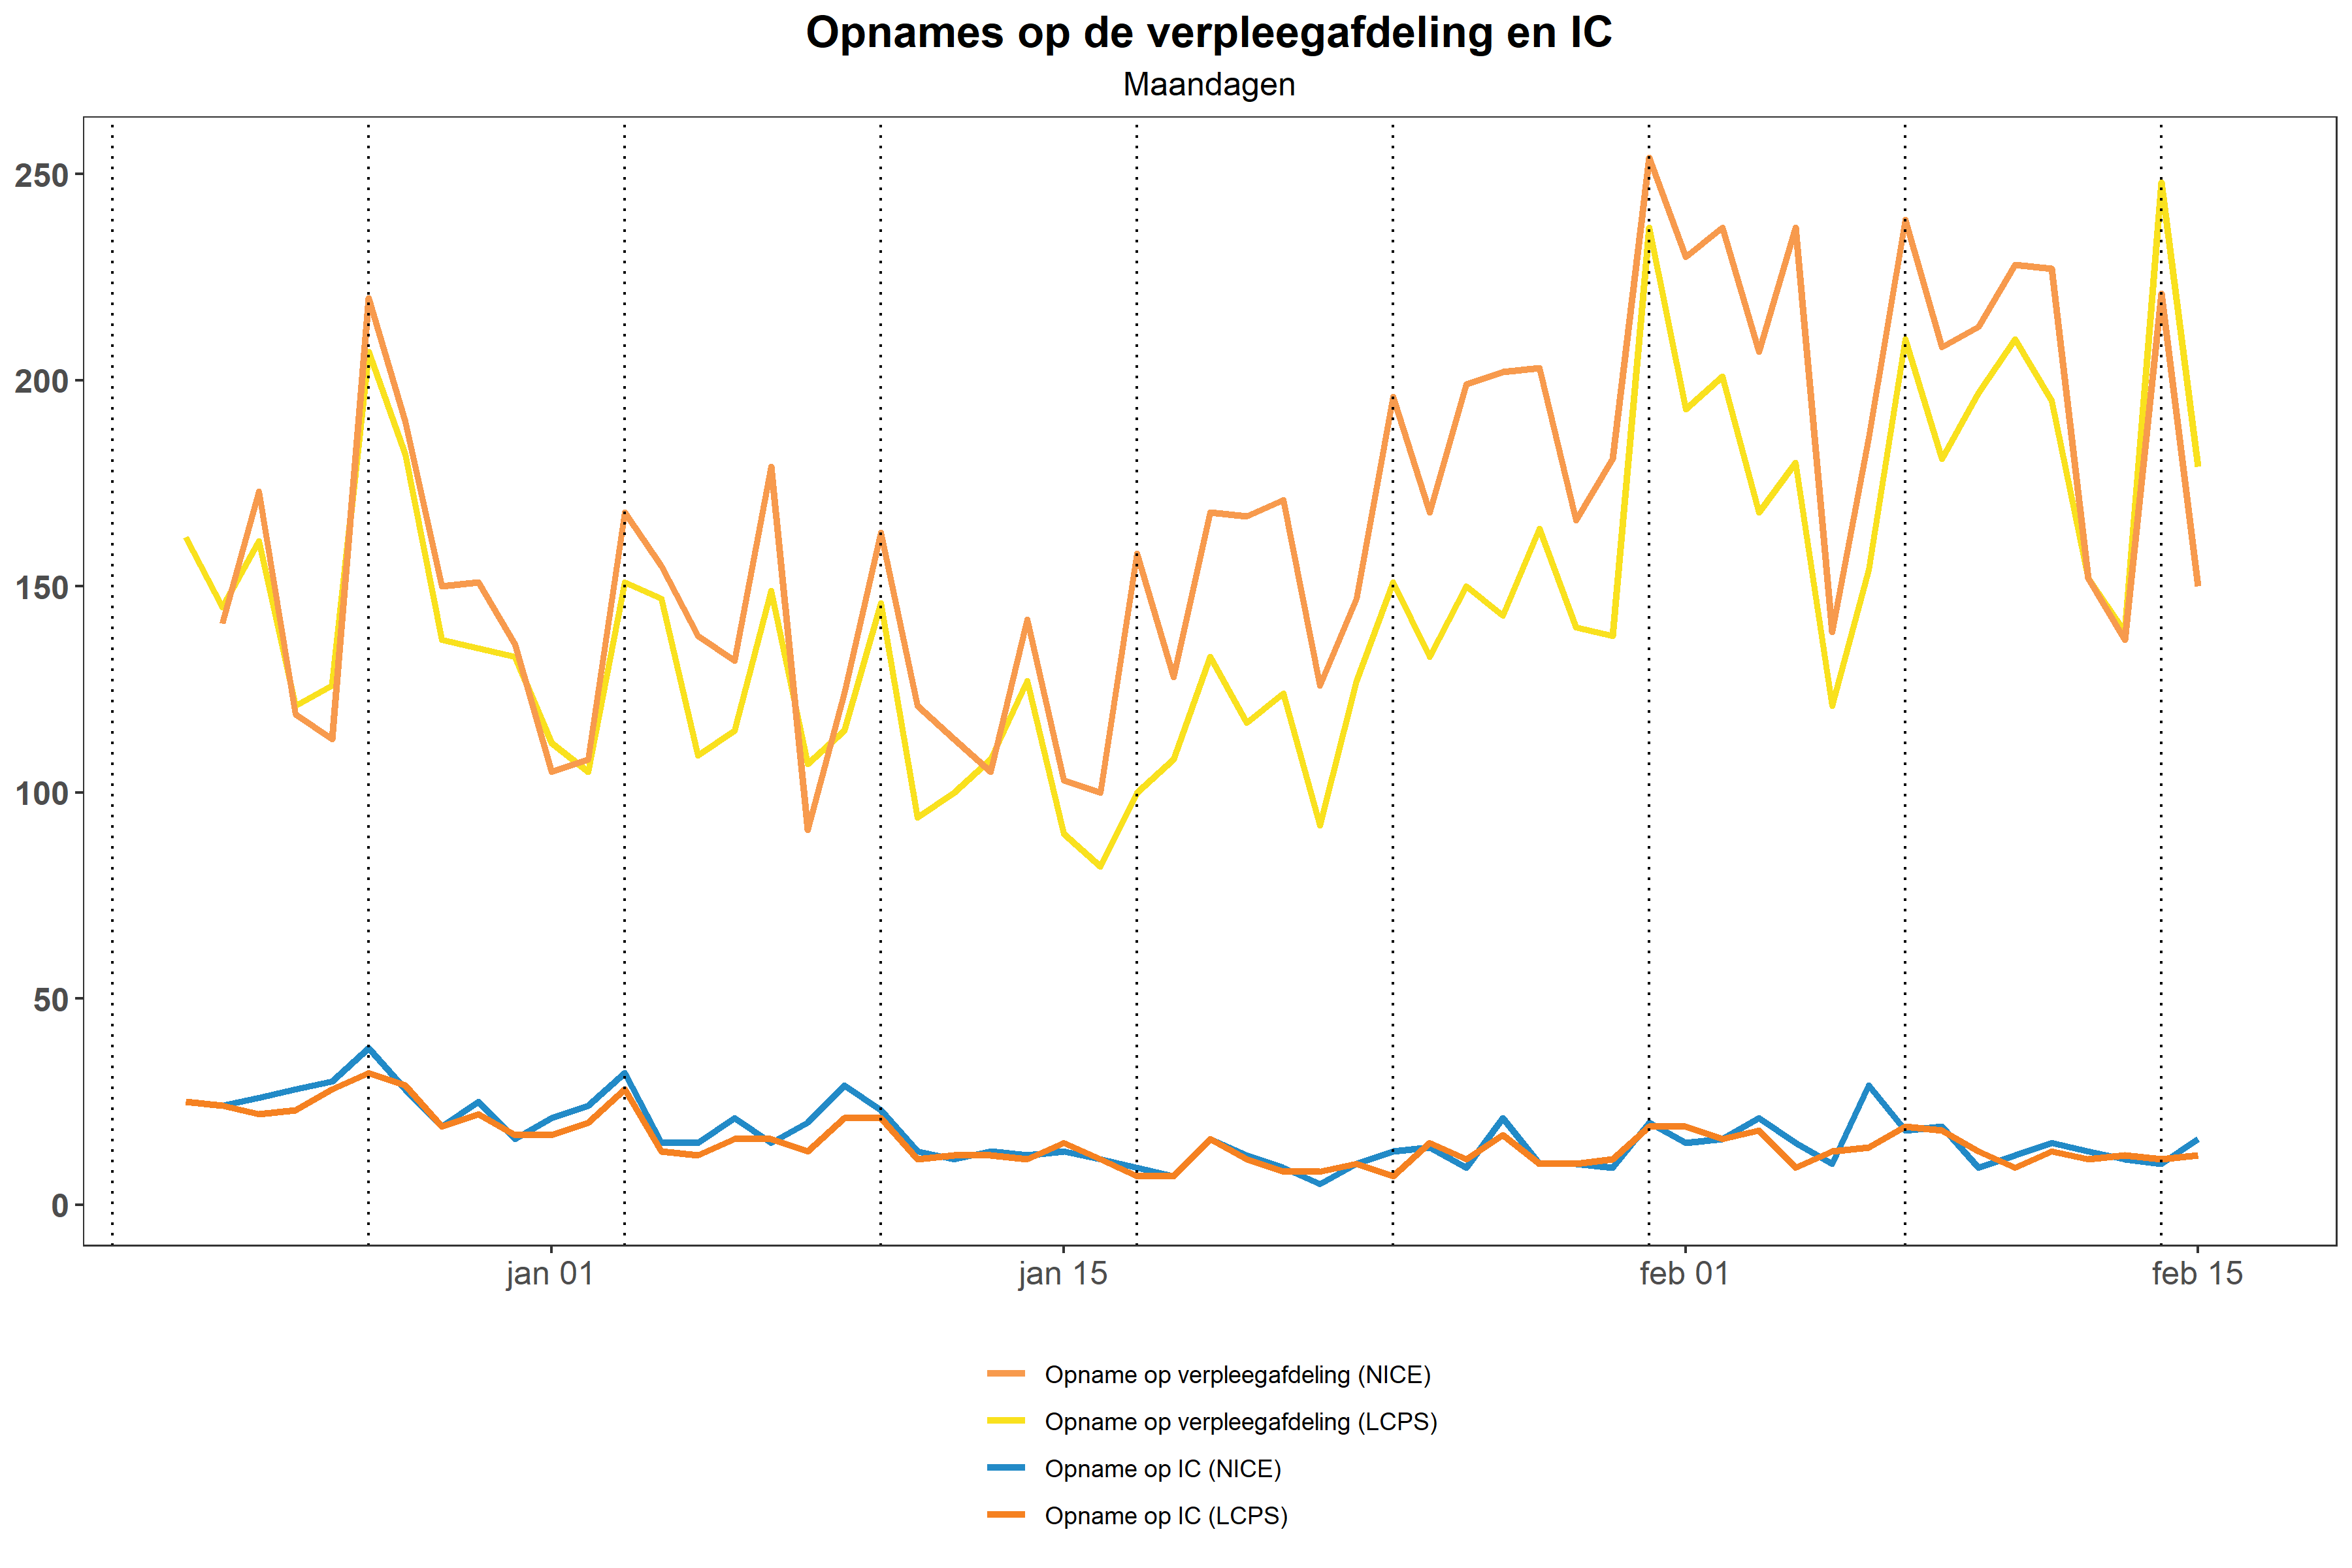 Opnames op de verpleegafdeling en IC
Maandagen
250
200
150
100
50
0
jan 01
jan 15
feb 01
feb 15
Opname op verpleegafdeling (NICE)
Opname op verpleegafdeling (LCPS)
Opname op IC (NICE)
Opname op IC (LCPS)